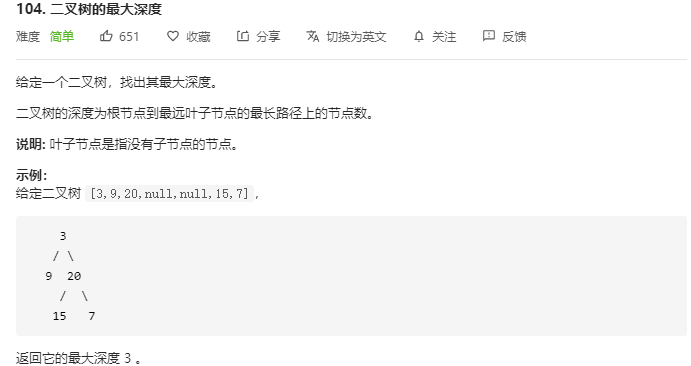 104. 二叉树的最大深度
难度 简单 651 收藏 分享 切换为英文 关注 反馈
给定一个二叉树，找出其最大深度。
二叉树的深度为根节点到最远叶子节点的最长路径上的节点数。
说明: 叶子节点是指没有子节点的节点。
示例：
给定二叉树 [3,9,20,null,null,15,7]，
3
/ \
9 20
/ \
15 7
返回它的最大深度 3 。